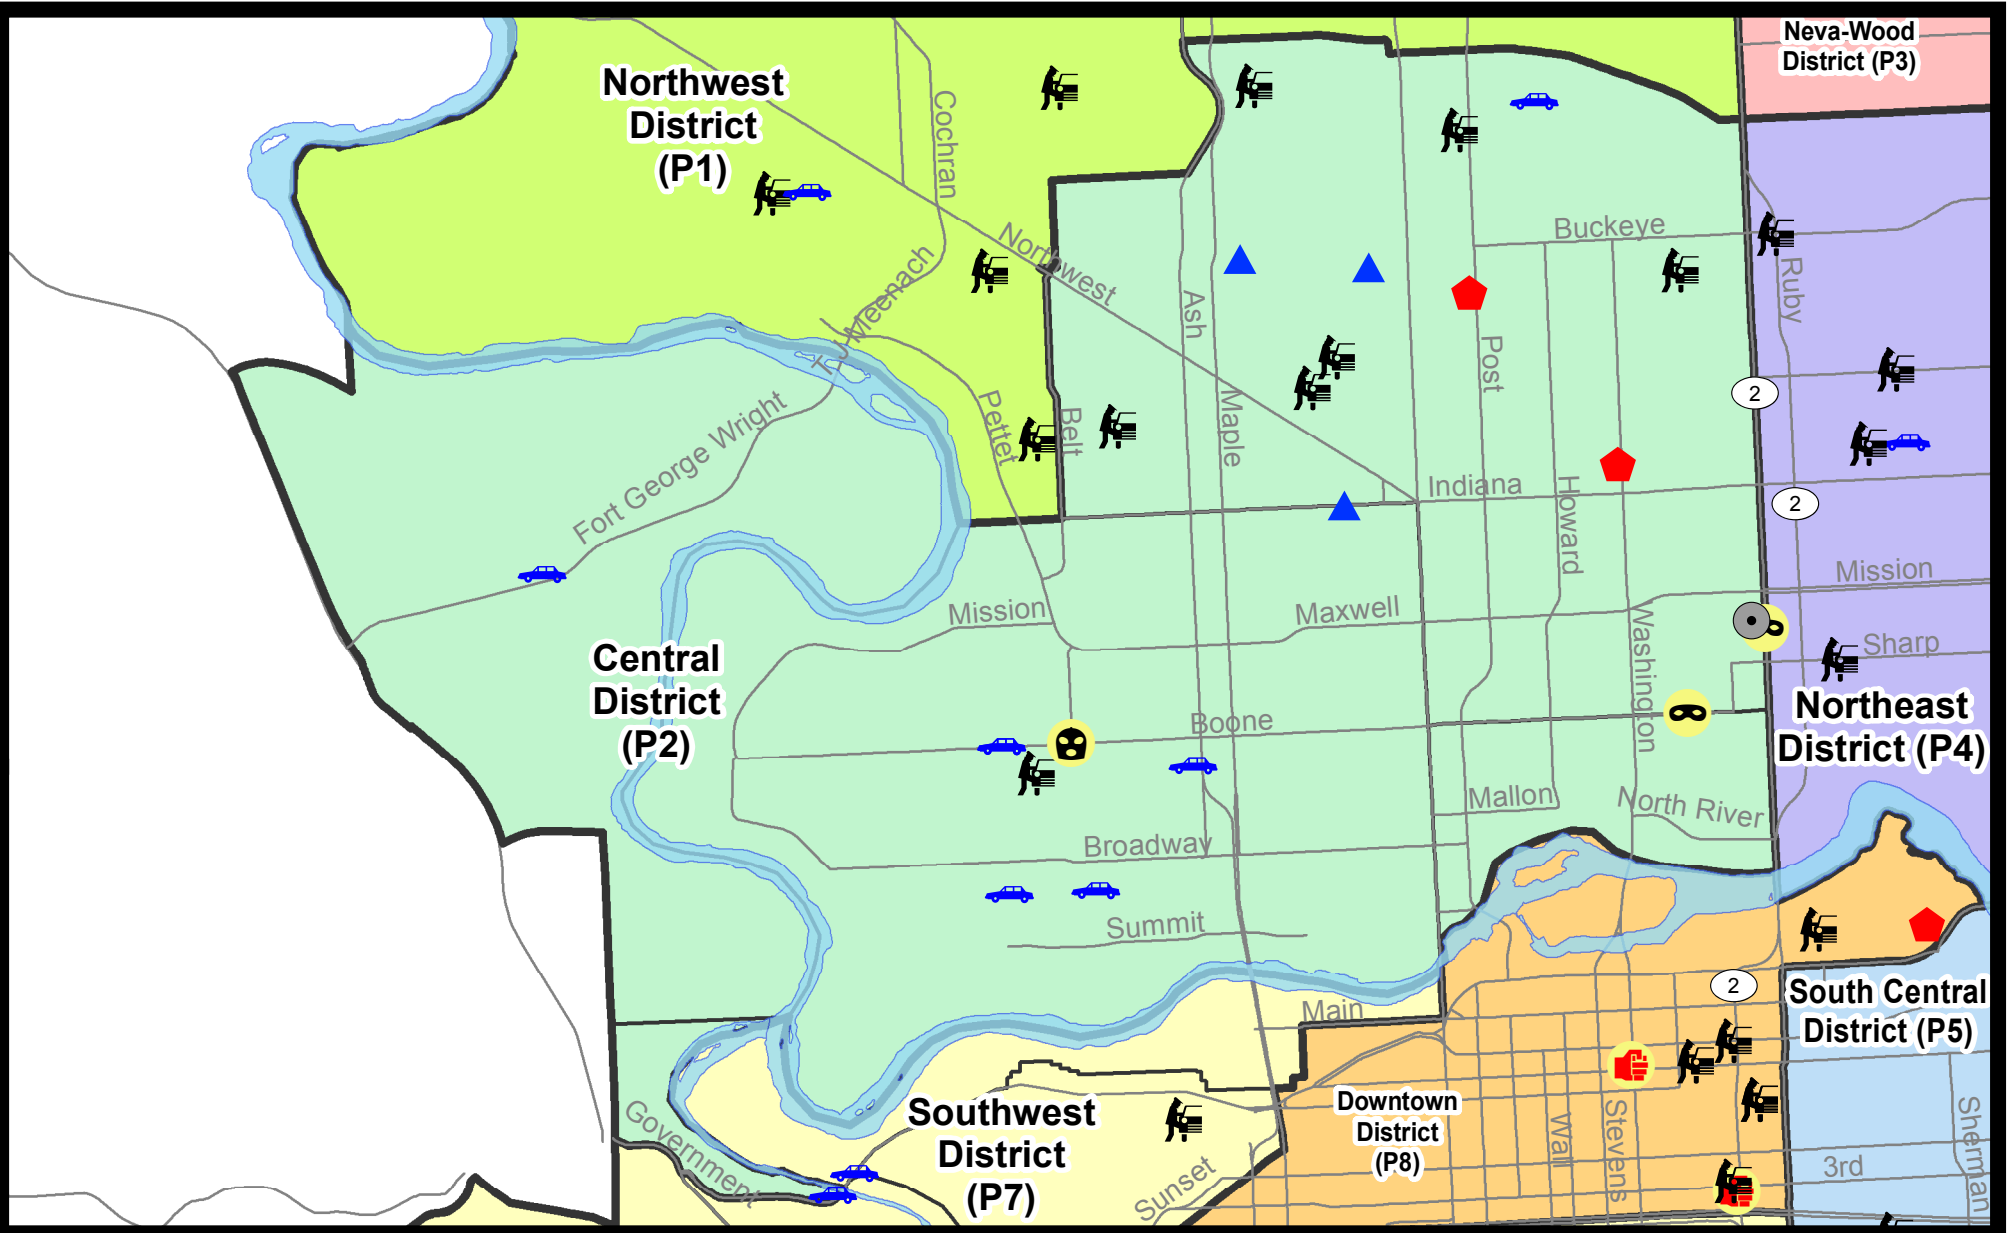 Neva-Wood
District (P3)
Northwest
District
(P1)
Cochran
Buckeye
Northwest
T J Meenach
Ruby
Ash
Post
2
Maple
Belt
Pettet
Fort George Wright
Indiana
Howard
2
Mission
Mission
Maxwell
Washington
Sharp
Central
District
(P2)
Northeast
District (P4)
Boone
Mallon
North River
Broadway
Summit
2
South Central
District (P5)
Main
Southwest
District
(P7)
Downtown
District
(P8)
Government
Wall
Stevens
Sherman
3rd
Sunset